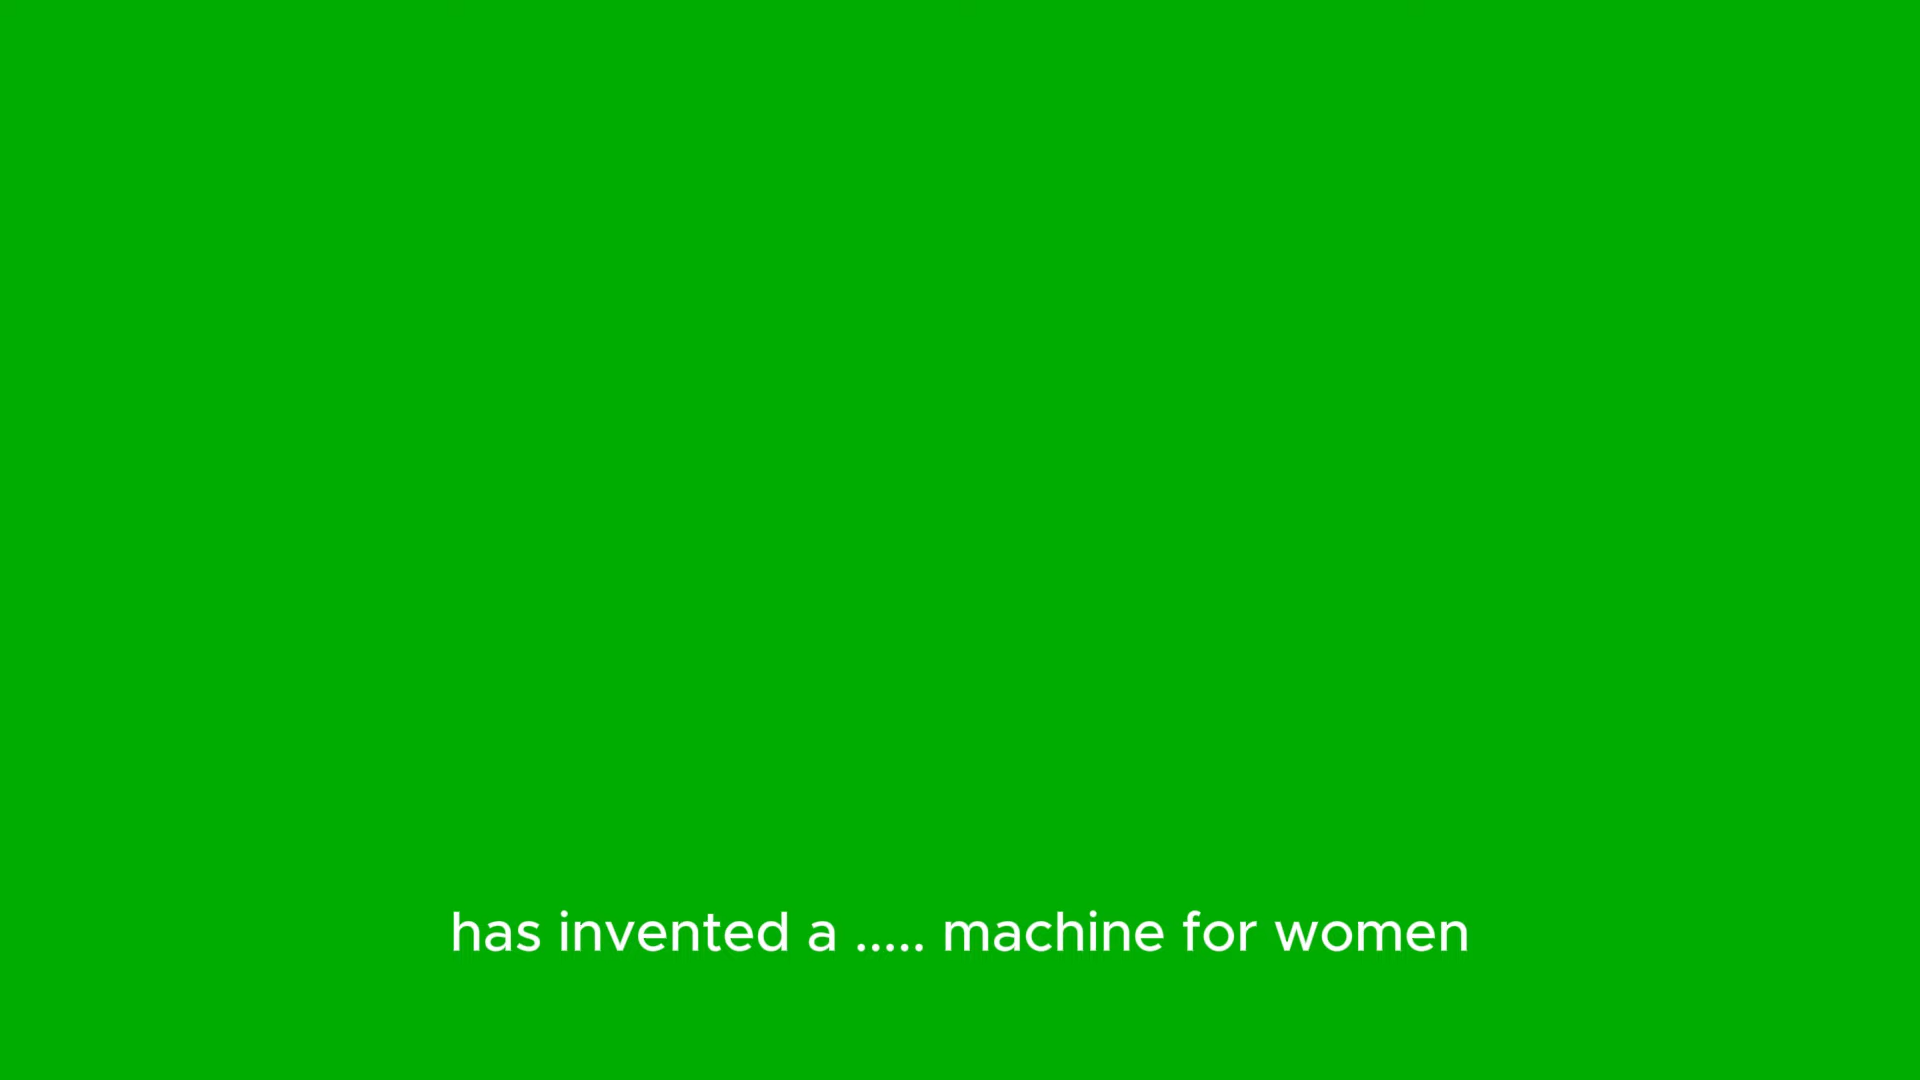 has invented a ..... machine for women